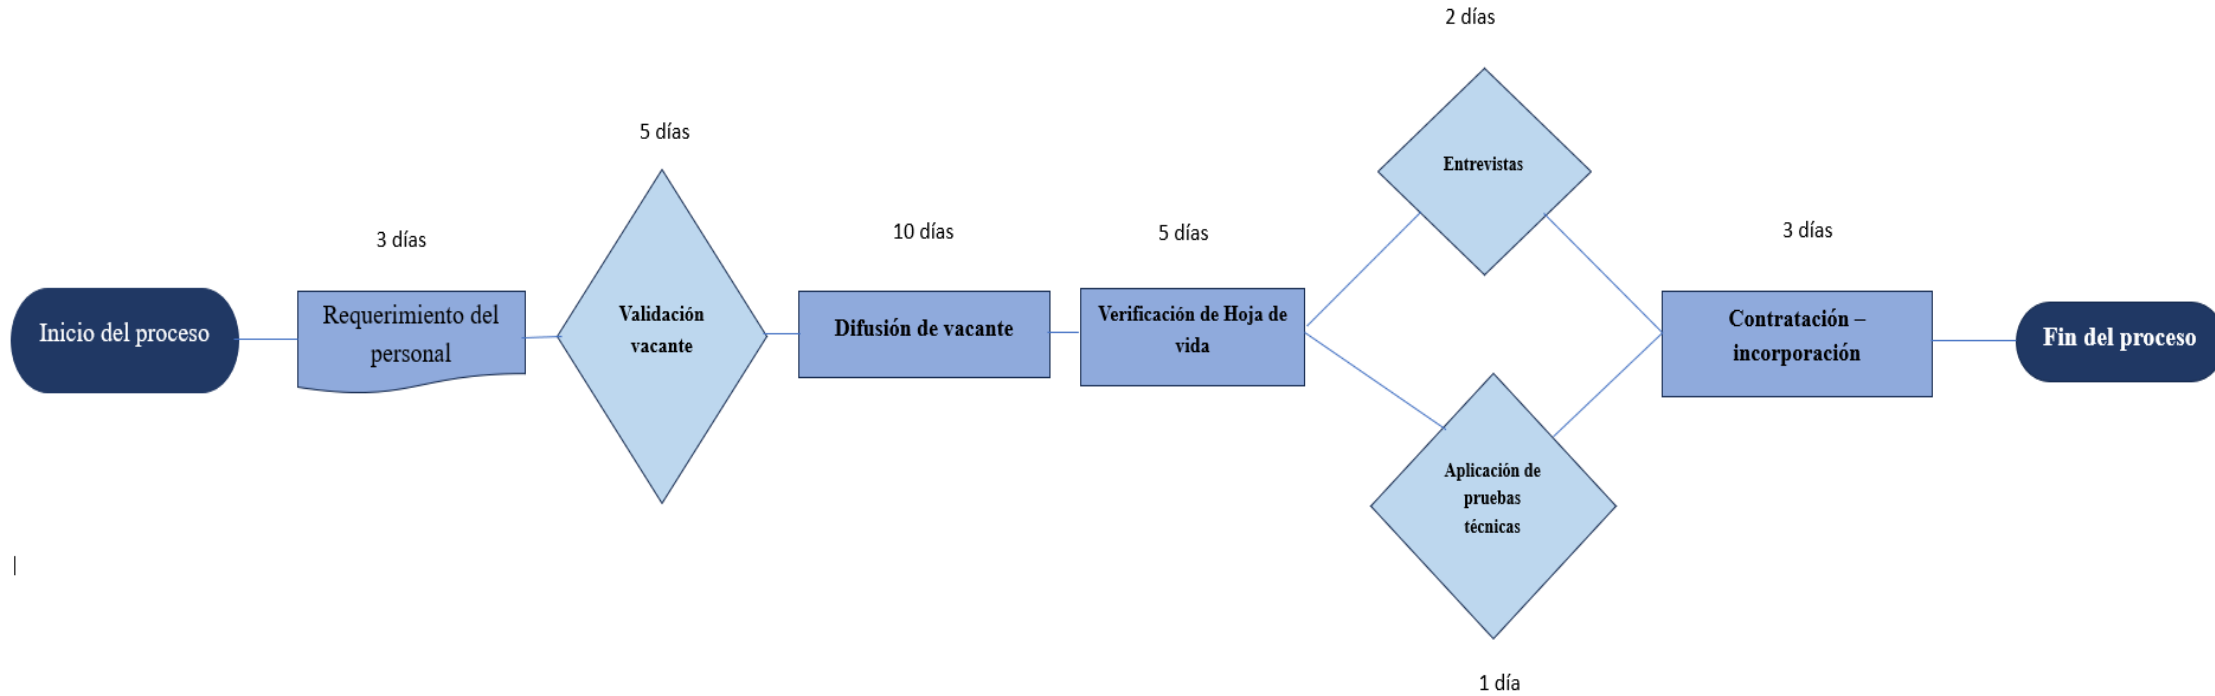 2 días
Entrevistas
5 días
3 días
10 días
5 días
3 días
Inicio del proceso
Requerimiento del
personal
Validación
vacante
Difusión de vacante
Verificación de Hoja de
vida
Contratación –
incorporación
Fin del proceso
Aplicación de
pruebas
técnicas
1 día